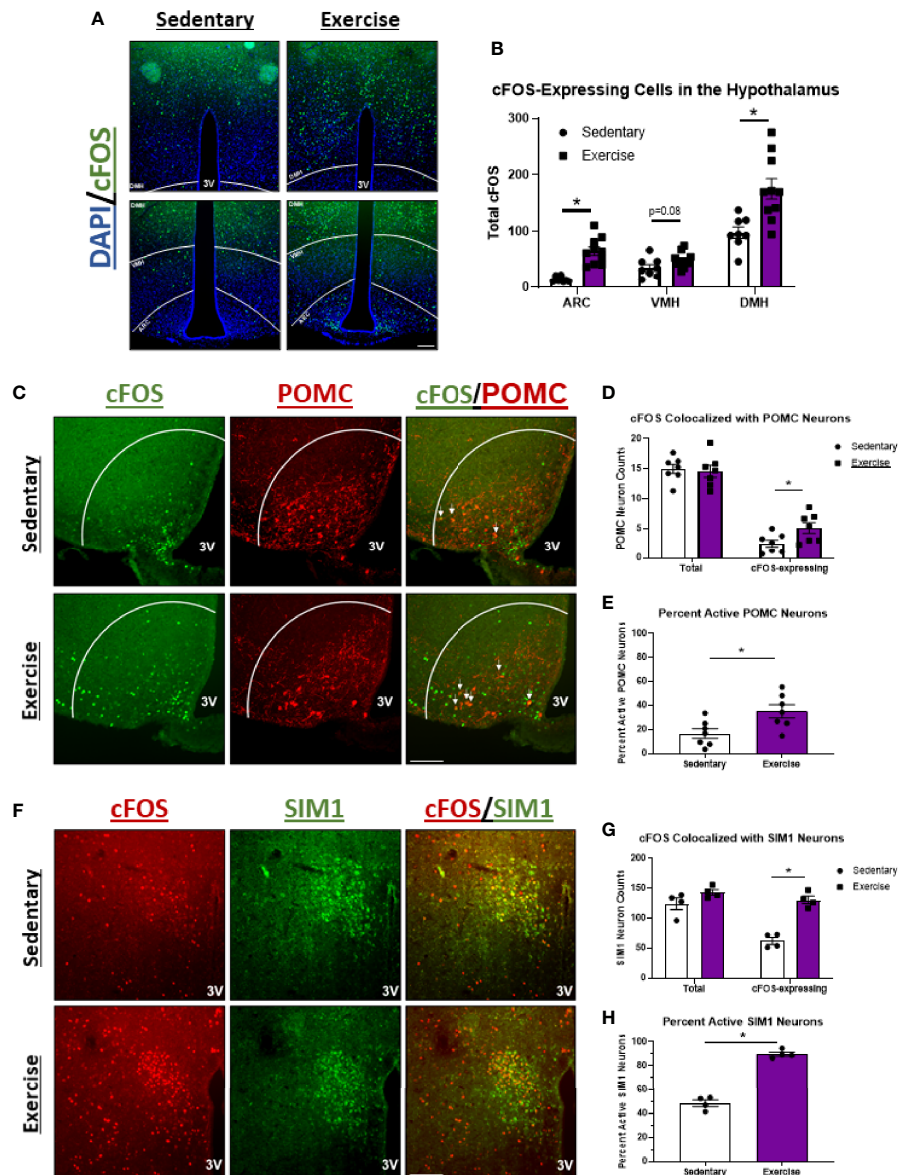 A
Sedentary
Exercise
DAPI/cFOS
DMH
3V
DMH
3V
DMH
VMH
ARC
DMH
VMH
ARC
B
cFOS-Expressing Cells in the Hypothalamus
Total cFOS
300
200
100
0
Sedentary
Exercise
*
p=0.08
*
ARC
VMH
DMH
C
cFOS
POMC
cFOS/POMC
Sedentary
3V
3V
3V
Exercise
3V
3V
3V
D
cFOS Colocalized with POMC Neurons
POMC Neuron Counts
20
15
10
5
0
*
Sedentary
Exercise
Total
cFOS-expressing
E
Percent Active POMC Neurons
Percent Active POMC Neurons
100
80
60
40
20
0
*
Sedentary
Exercise
F
cFOS
SIM1
cFOS/SIM1
Sedentary
3V
3V
3V
Exercise
3V
3V
3V
G
cFOS Colocalized with SIM1 Neurons
SIM1 Neuron Counts
200
150
100
50
0
*
Sedentary
Exercise
Total
cFOS-expressing
H
Percent Active SIM1 Neurons
Percent Active SIM1 Neurons
100
80
60
40
20
0
*
Sedentary
Exercise